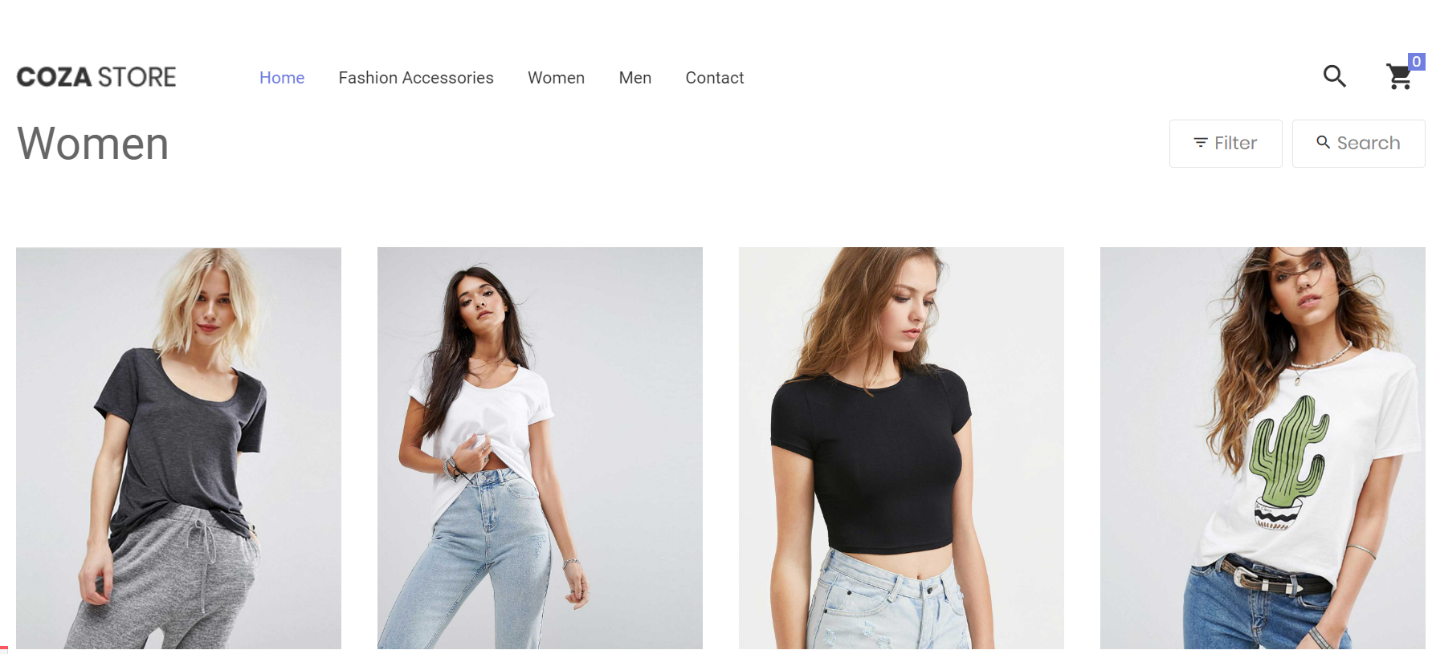 COZA STORE Home Fashion Accessories Women Men Contact 0
Women Filter Search